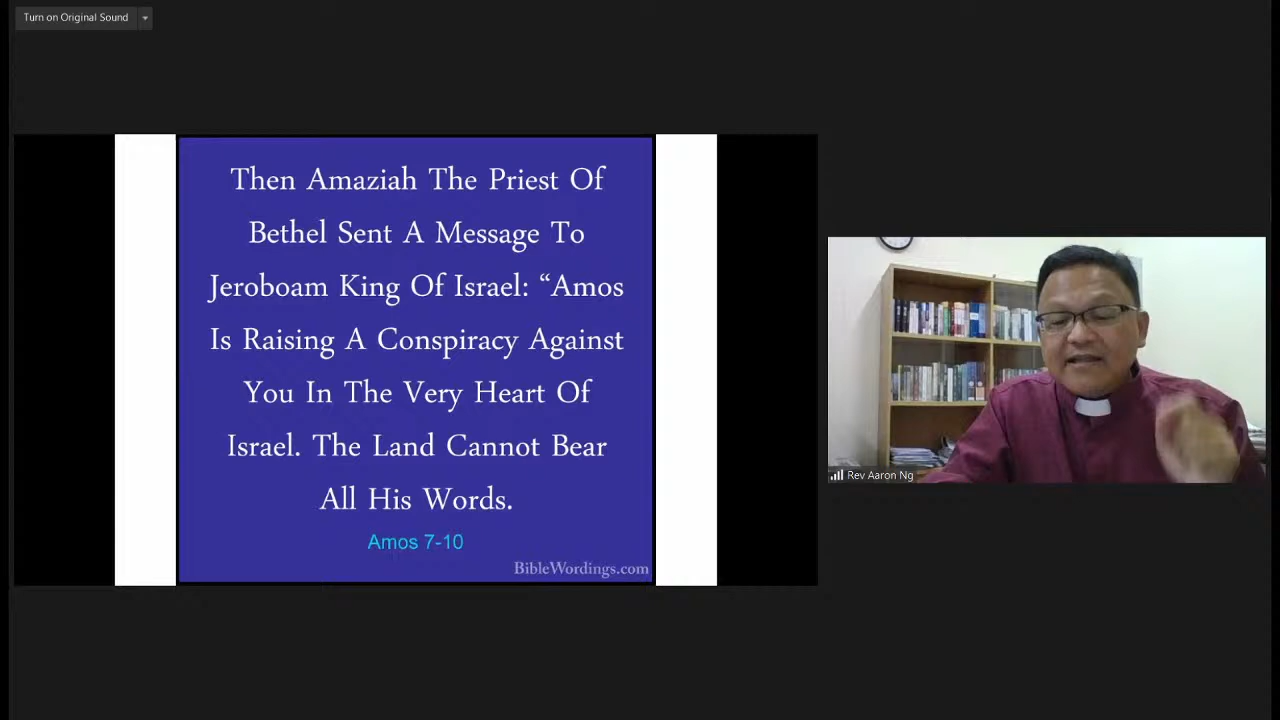 Turn on Original Sound
Then Amaziah The Priest Of
Bethel Sent A Message To
Jeroboam King Of Israel: “Amos
Is Raising A Conspiracy Against
You In The Very Heart Of
Israel. The Land Cannot Bear
All His Words.
Amos 7-10
BibleWordings.com
Rev Aaron Ng